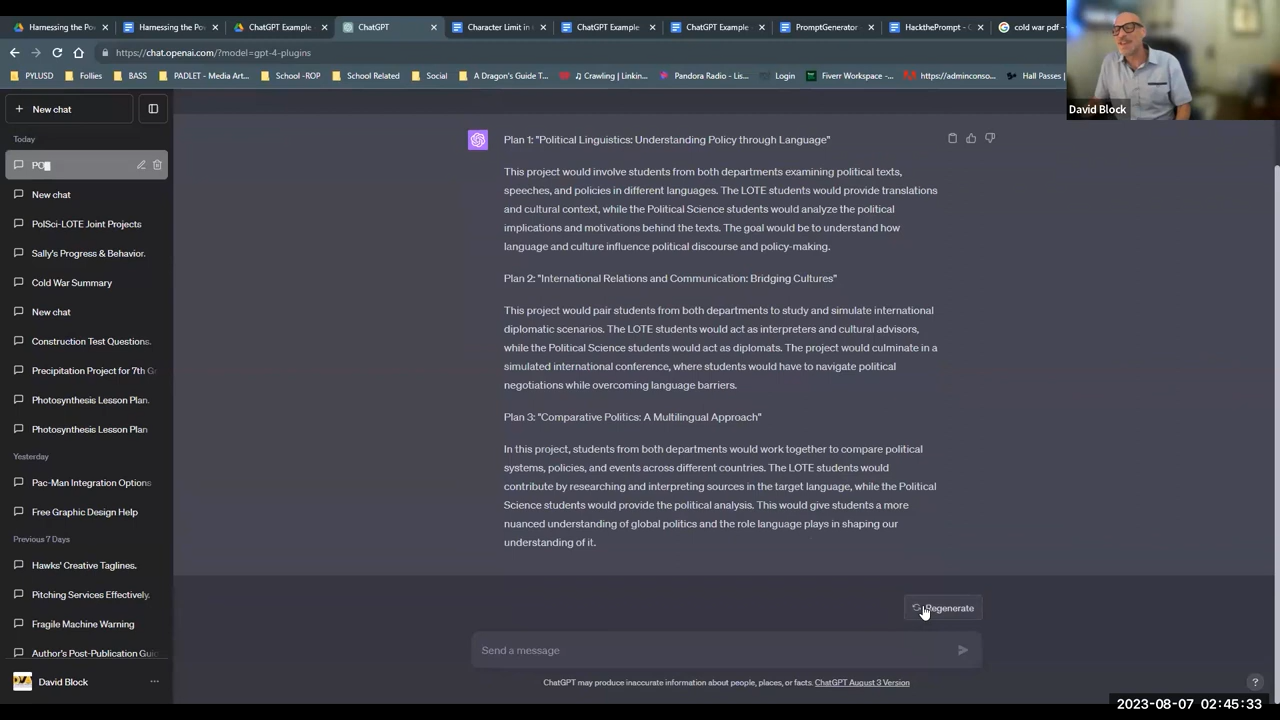 Harnessing the Po
Harnessing the Po
ChatGPT Example
ChatGPT
Character Limit in
ChatGPT Example
ChatGPT Example
PromptGenerator
HackthePrompt - G
cold war pdf -
https://chat.openai.com/?model=gpt-4-plugins
PYLUSD
Follies
BASS
PADLET - Media Art...
School -ROP
School Related
Social
A Dragon's Guide T...
Crawling | Linkin...
Pandora Radio - Lis...
Login
Fiverr Workspace -...
https://adminconso...
Hall Passes
David Block
New chat
Today
PO
New chat
PolSci-LOTE Joint Projects
Sally's Progress & Behavior.
Cold War Summary
New chat
Construction Test Questions.
Precipitation Project for 7th Gr
Photosynthesis Lesson Plan.
Photosynthesis Lesson Plan
Yesterday
Pac-Man Integration Options
Free Graphic Design Help
Previous 7 Days
Hawks' Creative Taglines.
Pitching Services Effectively.
Fragile Machine Warning
Author's Post-Publication Guid
David Block
Plan 1: "Political Linguistics: Understanding Policy through Language"
This project would involve students from both departments examining political texts,
speeches, and policies in different languages. The LOTE students would provide translations
and cultural context, while the Political Science students would analyze the political
implications and motivations behind the texts. The goal would be to understand how
language and culture influence political discourse and policy-making.
Plan 2: "International Relations and Communication: Bridging Cultures"
This project would pair students from both departments to study and simulate international
diplomatic scenarios. The LOTE students would act as interpreters and cultural advisors,
while the Political Science students would act as diplomats. The project would culminate in a
simulated international conference, where students would have to navigate political
negotiations while overcoming language barriers.
Plan 3: "Comparative Politics: A Multilingual Approach"
In this project, students from both departments would work together to compare political
systems, policies, and events across different countries. The LOTE students would
contribute by researching and interpreting sources in the target language, while the Political
Science students would provide the political analysis. This would give students a more
nuanced understanding of global politics and the role language plays in shaping our
understanding of it.
Regenerate
Send a message
ChatGPT may produce inaccurate information about people, places, or facts. ChatGPT August 3 Version
?
2023-08-07 02:45:33